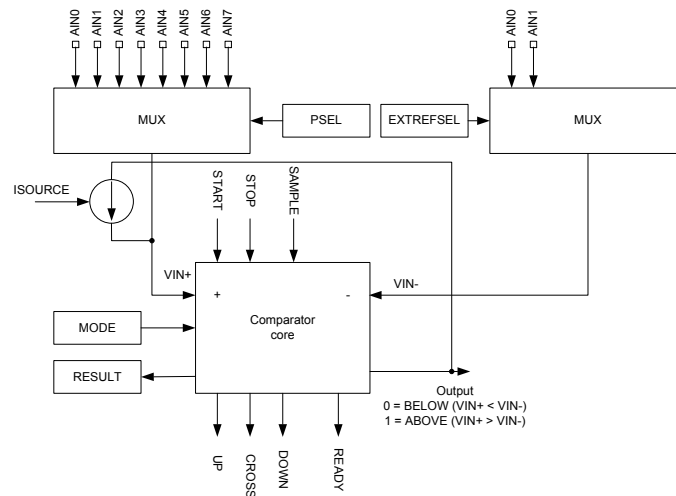 AIN0
AIN1
AIN2
AIN3
AIN4
AIN5
AIN6
AIN7
AIN0
AIN1
MUX
PSEL
EXTREFSEL
MUX
ISOURCE
START
STOP
SAMPLE
VIN+
VIN-
+
-
MODE
Comparator
core
RESULT
Output
0 = BELOW (VIN+ < VIN-)
1 = ABOVE (VIN+ > VIN-)
UP
CROSS
DOWN
READY